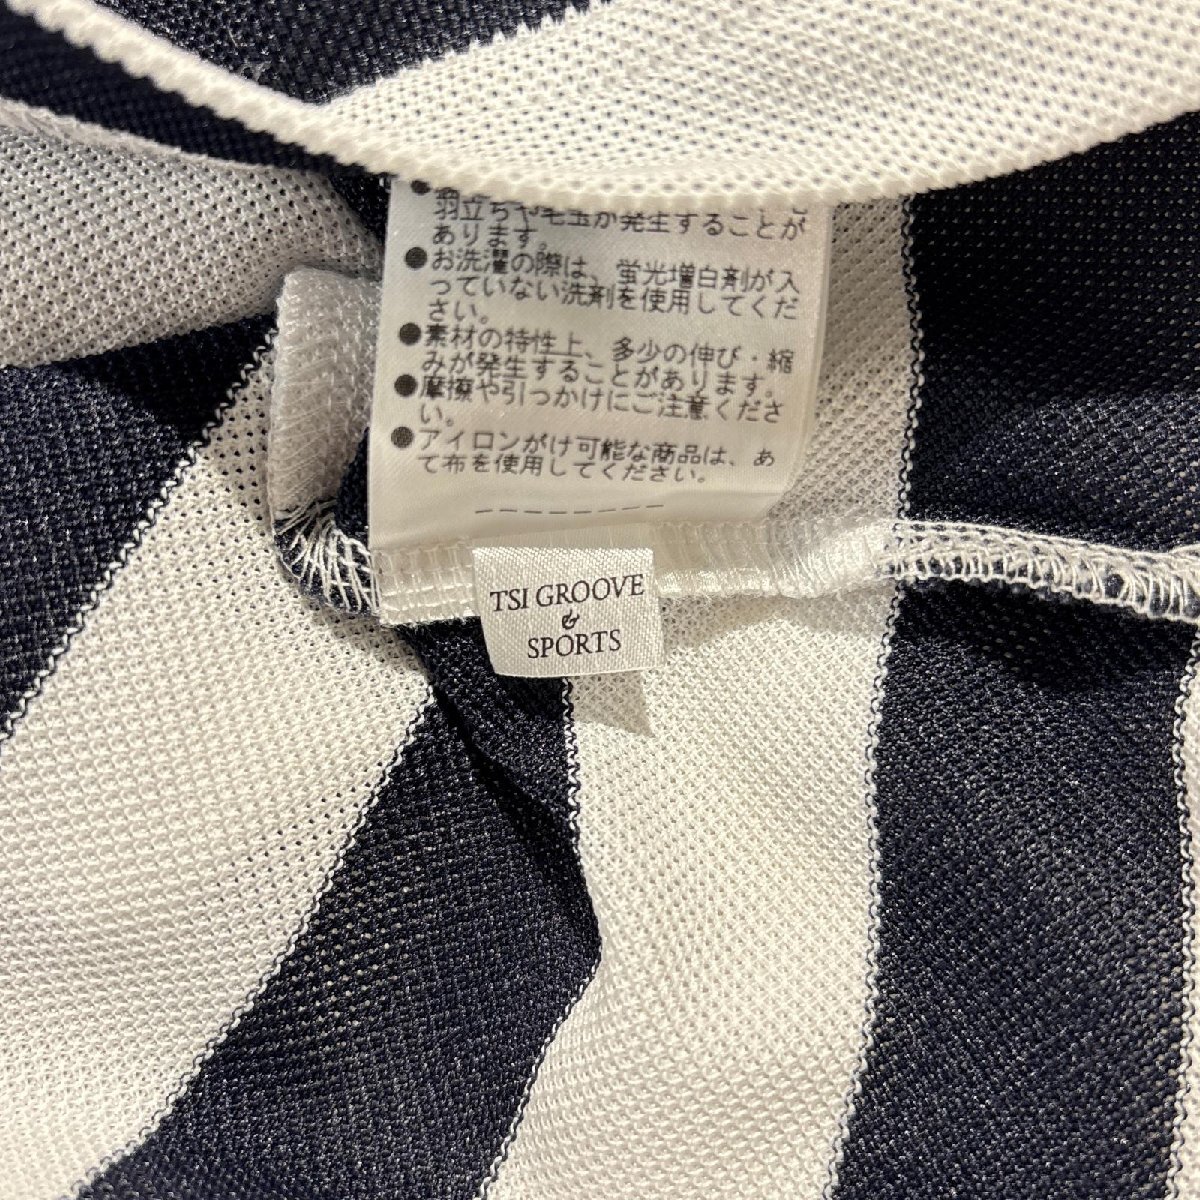 羽立ちや毛玉が発生することが
あります。
●お洗濯の際は、蛍光増白剤が入
っていない洗剤を使用してくだ
さい。
●素材の特性上、多少の伸び・縮
みが発生することがあります。
●摩擦や引っかけにご注意くださ
い。
●アイロンがけ可能な商品は、あ
て布を使用してください。
TSI GROOVE
&
SPORTS